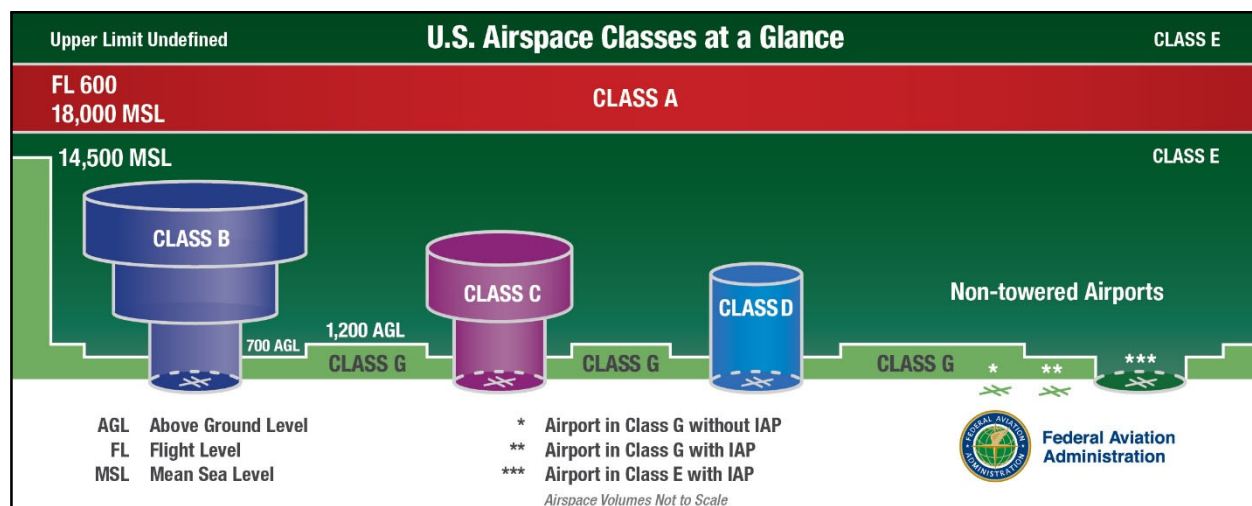 Upper Limit Undefined
U.S. Airspace Classes at a Glance
CLASS E
FL 600
18,000 MSL
CLASS A
14,500 MSL
CLASS E
CLASS B
CLASS C
CLASS D
Non-towered Airports
700 AGL
1,200 AGL
CLASS G
CLASS G
CLASS G
*
**
***
AGL Above Ground Level
FL Flight Level
MSL Mean Sea Level
* Airport in Class G without IAP
** Airport in Class G with IAP
*** Airport in Class E with IAP
Airspace Volumes Not to Scale
FEDERAL AVIATION
ADMINISTRATION
Federal Aviation
Administration